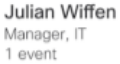 Julian Wiffen
Manager, IT
1 event